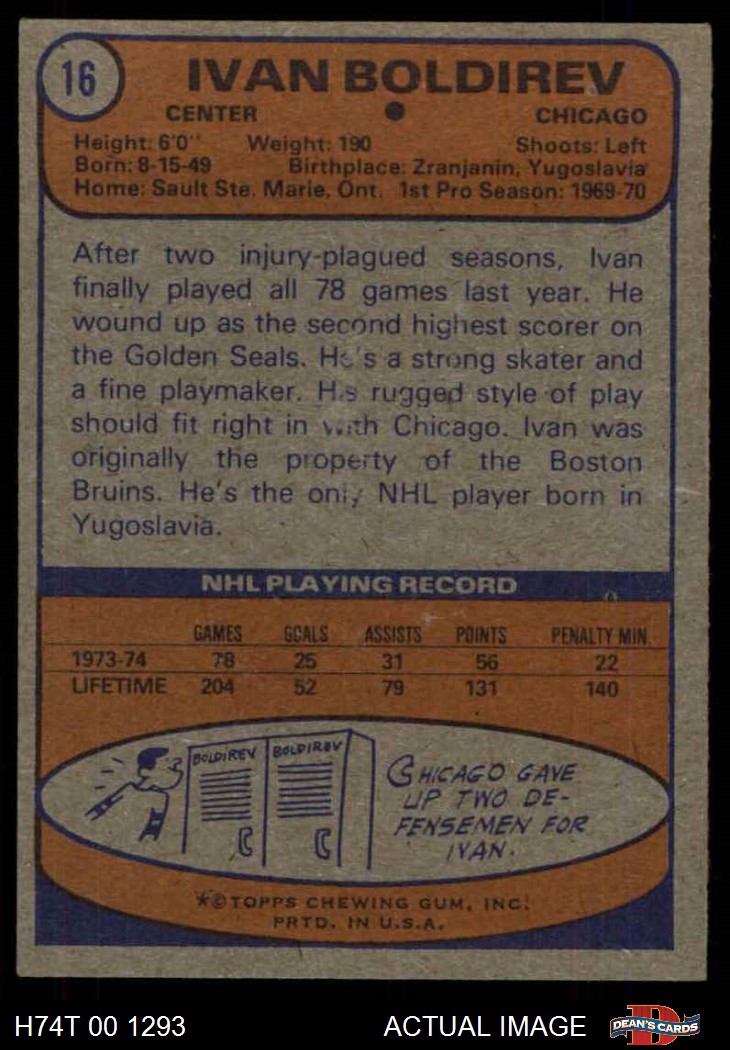 16
IVAN BOLDIREV
CENTER CHICAGO
Height: 6'0" Weight: 190 Shoots: Left
Born: 8-15-49 Birthplace: Zranjanin, Yugoslavia
Home: Sault Ste. Marie, Ont. 1st Pro Season: 1969-70
After two injury-plagued seasons, Ivan
finally played all 78 games last year. He
wound up as the second highest scorer on
the Golden Seals. He's a strong skater and
a fine playmaker. His rugged style of play
should fit right in with Chicago. Ivan was
originally the property of the Boston
Bruins. He's the only NHL player born in
Yugoslavia.
NHL PLAYING RECORD
GAMES GOALS ASSISTS POINTS PENALTY MIN.
1973-74 78 25 31 56 22
LIFETIME 204 52 79 131 140
BOLDIREV BOLDIREV
CHICAGO GAVE
UP TWO DE-
FENSEMEN FOR
IVAN.
*©TOPPS CHEWING GUM, INC.
PRTD. IN U.S.A.
H74T 00 1293 ACTUAL IMAGE D DEAN'S CARDS